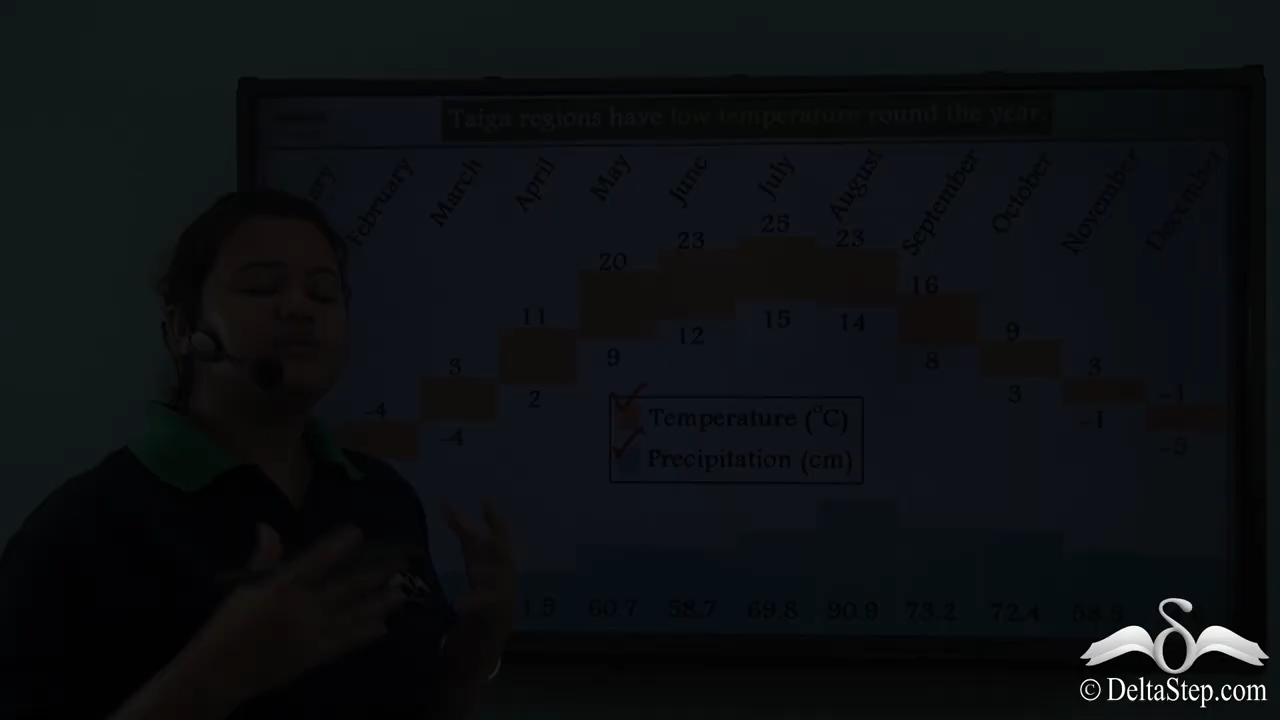 Taiga regions have low temperature round the year.
February March April May June July August September October November December
25
23 23
20
16
11
9
3 3
-4 -1
15
12 14
9
8
2 3
-4 -1 -5
Temperature (°C)
Precipitation (cm)
60.7 58.7 69.8 90.9 73.2 72.4
© DeltaStep.com